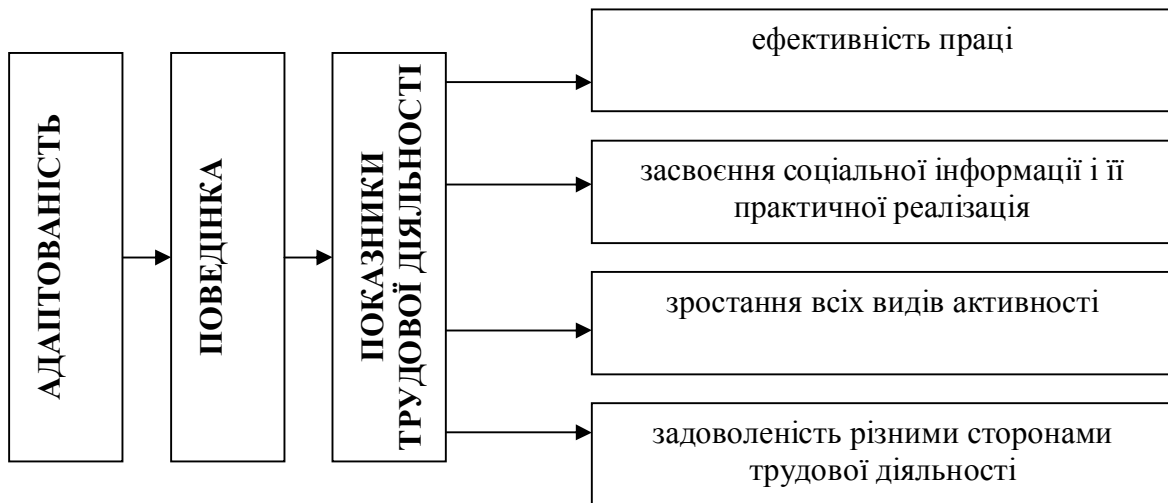 АДАПТОВАНІСТЬ
ПОВЕДІНКА
ПОКАЗНИКИ
ТРУДОВОЇ ДІЯЛЬНОСТІ
ефективність праці
засвоєння соціальної інформації і її
практичної реалізація
зростання всіх видів активності
задоволеність різними сторонами
трудової діяльності